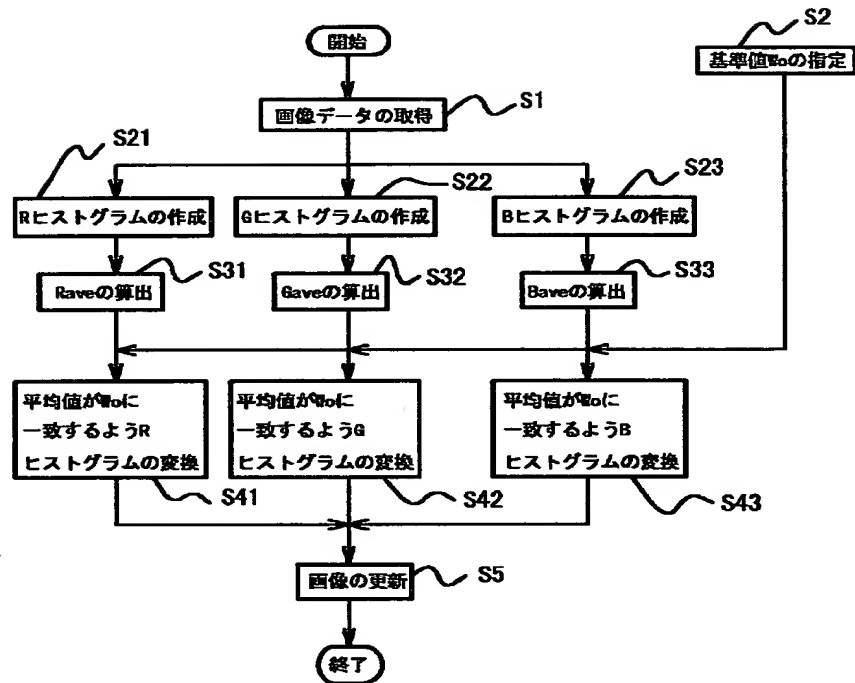 開始
S2
基準値Woの指定
画像データの取得
S1
S21
S22
S23
Rヒストグラムの作成
Gヒストグラムの作成
Bヒストグラムの作成
S31
S32
S33
Raveの算出
Gaveの算出
Baveの算出
平均値がWoに
一致するようR
ヒストグラムの変換
平均値がWoに
一致するようG
ヒストグラムの変換
平均値がWoに
一致するようB
ヒストグラムの変換
S41
S42
S43
画像の更新
S5
終了